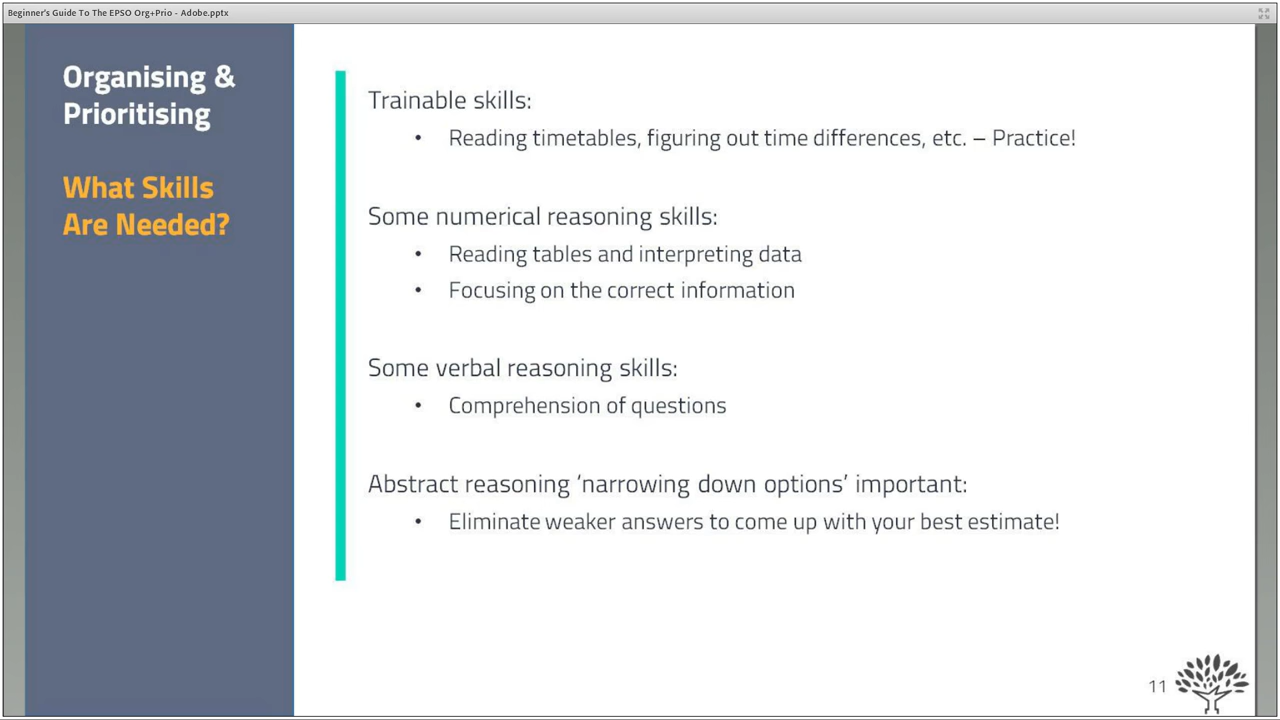 Beginner's Guide To The EPSO Org+Prio - Adobe.pptx
Organising &
Prioritising
What Skills
Are Needed?
Trainable skills:
• Reading timetables, figuring out time differences, etc. – Practice!
Some numerical reasoning skills:
• Reading tables and interpreting data
• Focusing on the correct information
Some verbal reasoning skills:
• Comprehension of questions
Abstract reasoning ‘narrowing down options’ important:
• Eliminate weaker answers to come up with your best estimate!
11